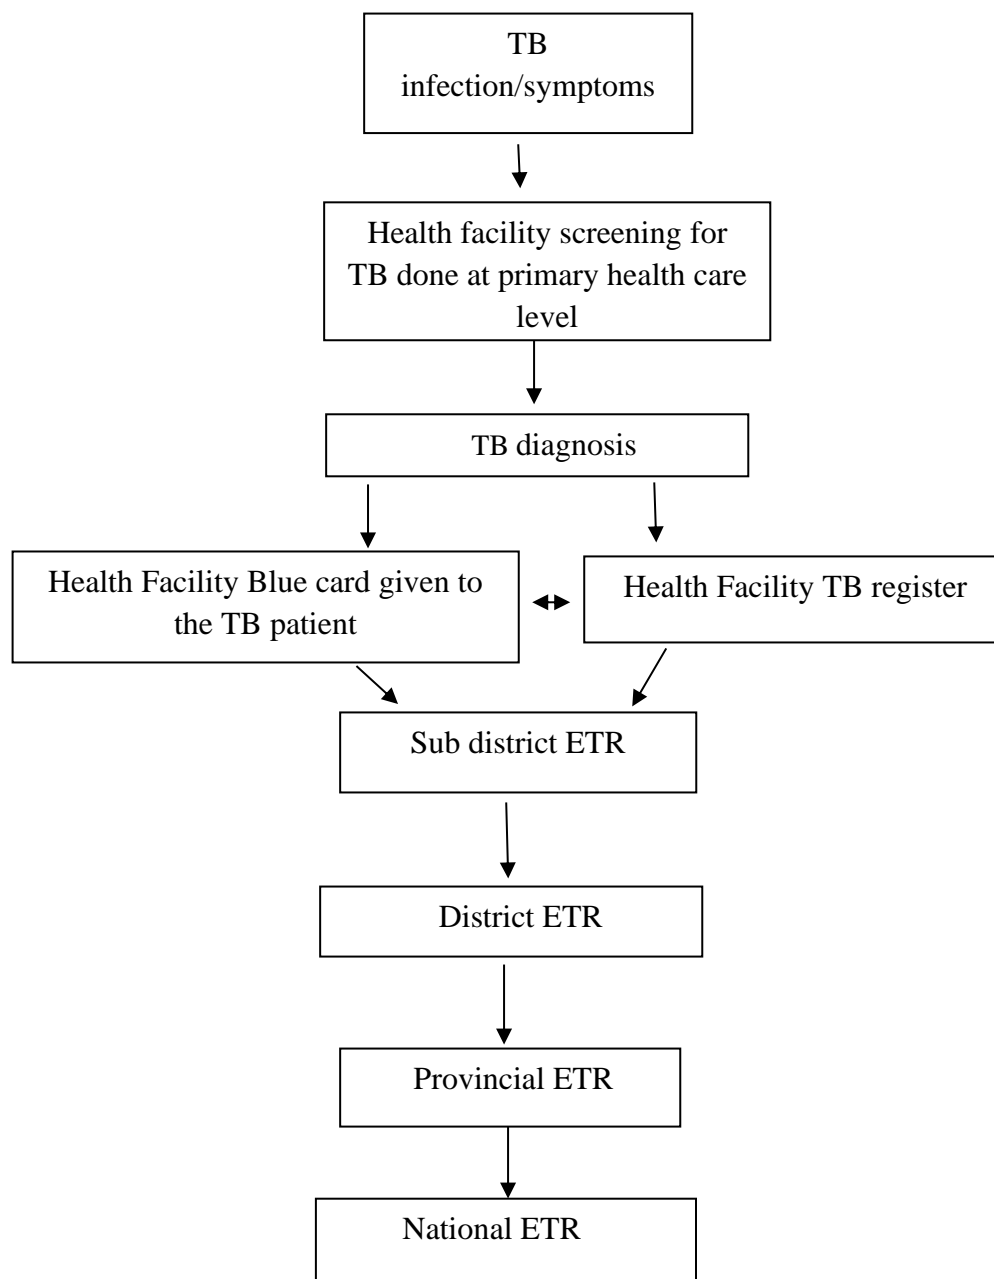 TB
infection/symptoms
Health facility screening for
TB done at primary health care
level
TB diagnosis
Health Facility Blue card given to
the TB patient
Health Facility TB register
Sub district ETR
District ETR
Provincial ETR
National ETR